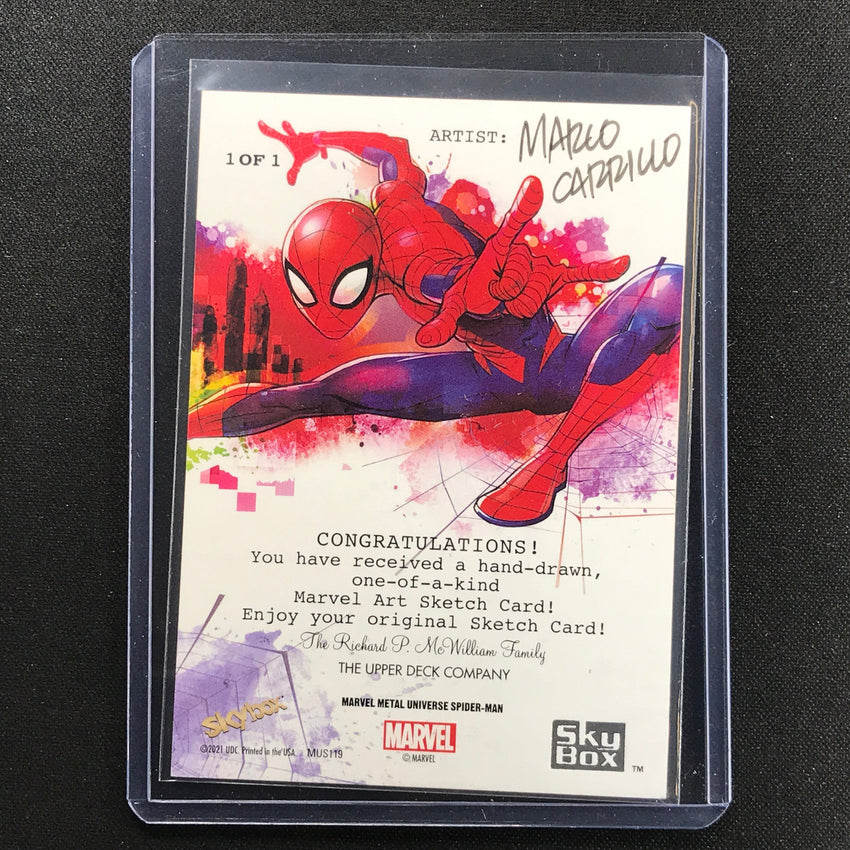 1 OF 1
ARTIST: MARCO
CARRILLO
CONGRATULATIONS!
You have received a hand-drawn,
one-of-a-kind
Marvel Art Sketch Card!
Enjoy your original Sketch Card!
The Richard P. McWilliam Family
THE UPPER DECK COMPANY
MARVEL METAL UNIVERSE SPIDER-MAN
Skybox
©2021 UDC. Printed in the USA. MUS119
MARVEL
© MARVEL
Sky
Box
TM